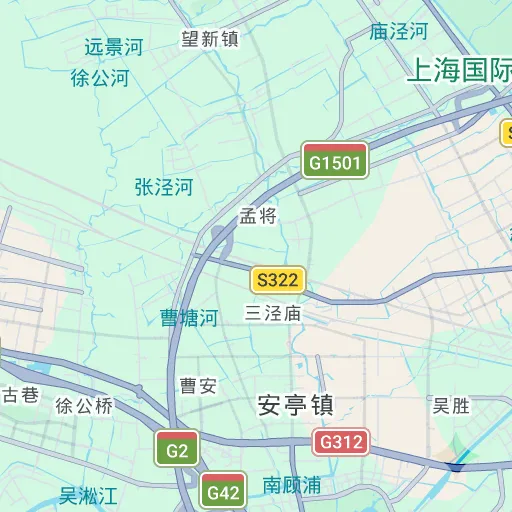 庙泾河
望新镇
远景河
上海国际
徐公河
S
G1501
张泾河
孟将
S322
三泾庙
曹塘河
曹安
古巷
徐公桥
安亭镇
吴胜
G312
G2
南顾浦
G42
吴淞江